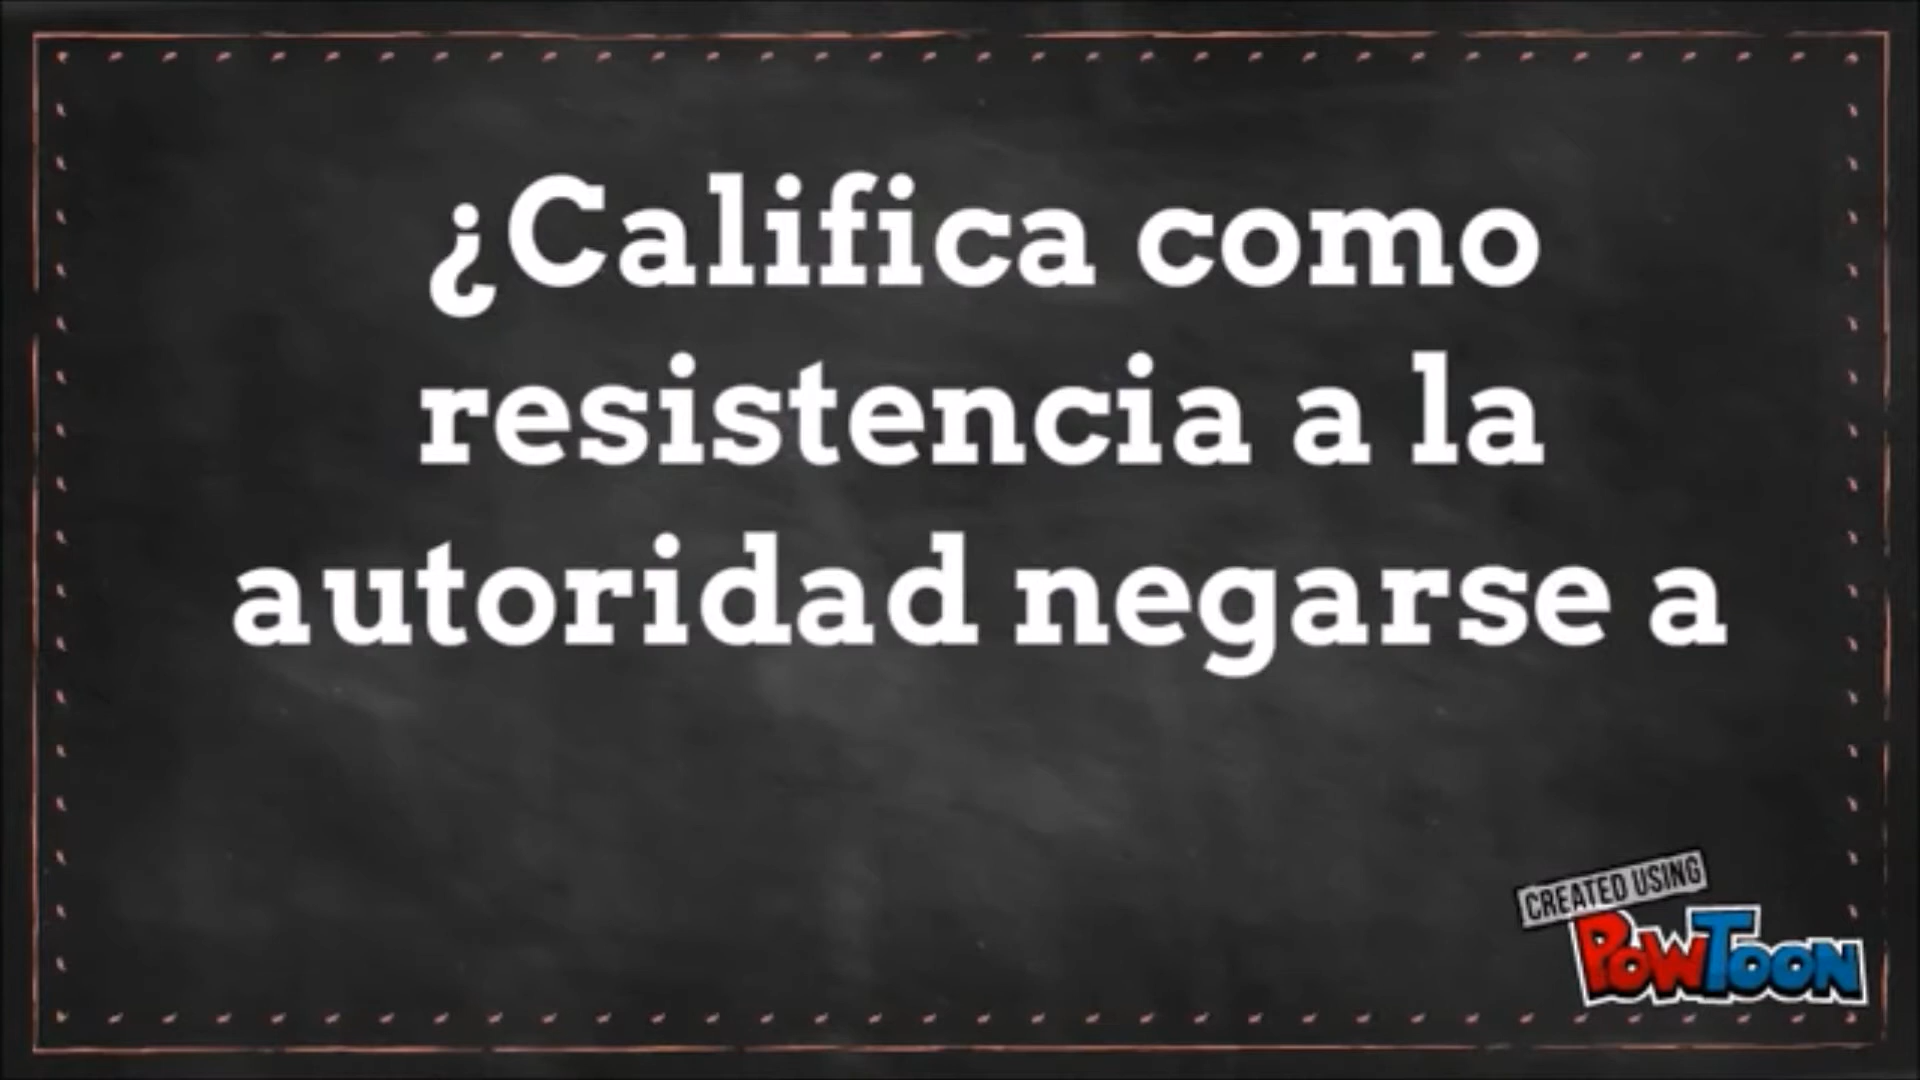 ¿Califica como
resistencia a la
autoridad negarse a
CREATED USING
POWTOON